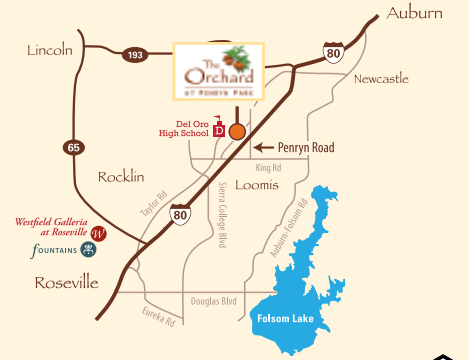 Auburn
Lincoln
193
80
The
Orchard
AT PENRYN PARK
Newcastle
Del Oro
High School
D
Penryn Road
65
King Rd
Rocklin
Loomis
Taylor Rd
Sierra College Blvd
Auburn-Folsom Rd
80
Westfield Galleria
at Roseville
W
fountains
Roseville
Douglas Blvd
Eureka Rd
Folsom Lake